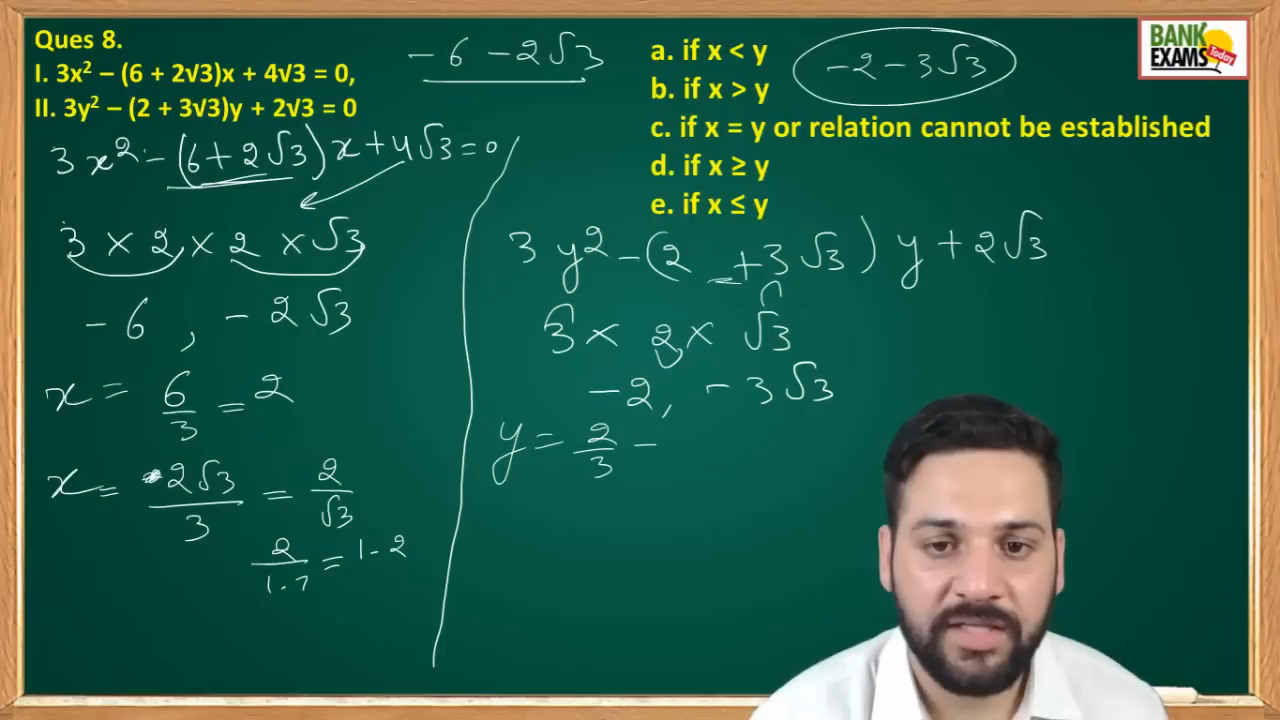 Ques 8.
I. 3x² – (6 + 2√3)x + 4√3 = 0,
II. 3y² – (2 + 3√3)y + 2√3 = 0
- 6 - 2√3
a. if x < y
b. if x > y
c. if x = y or relation cannot be established
d. if x ≥ y
e. if x ≤ y
- 2 - 3√3
BANK
EXAMS Today
3x² - (6 + 2√3)x + 4√3 = 0
3 × 2 × 2 × √3
- 6 , - 2√3
x = 6/3 = 2
x = 2√3/3 = 2/√3
2/1.7 = 1.2
3y² - (2 + 3√3) y + 2√3
3 × 2 × √3
- 2, - 3√3
y = 2/3 -